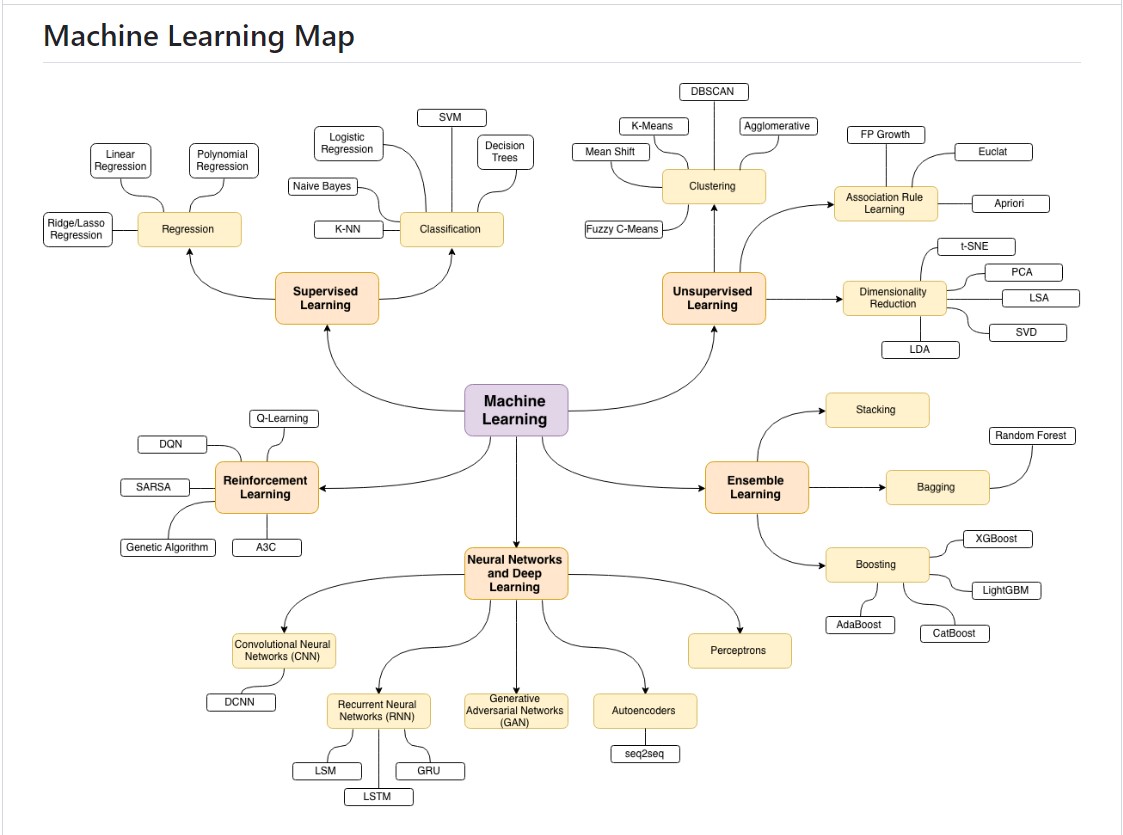 Machine Learning Map
DBSCAN
SVM
K-Means
Agglomerative
Logistic
Regression
FP Growth
Linear
Regression
Polynomial
Regression
Decision
Trees
Mean Shift
Euclat
Naive Bayes
Clustering
Association Rule
Learning
Apriori
Ridge/Lasso
Regression
Regression
K-NN
Classification
Fuzzy C-Means
t-SNE
PCA
Supervised
Learning
Unsupervised
Learning
Dimensionality
Reduction
LSA
SVD
LDA
Machine
Learning
Stacking
Q-Learning
Random Forest
DQN
Reinforcement
Learning
SARSA
Ensemble
Learning
Bagging
Genetic Algorithm
A3C
XGBoost
Neural Networks
and Deep
Learning
Boosting
LightGBM
AdaBoost
CatBoost
Convolutional Neural
Networks (CNN)
Perceptrons
DCNN
Recurrent Neural
Networks (RNN)
Generative
Adversarial Networks
(GAN)
Autoencoders
seq2seq
LSM
GRU
LSTM